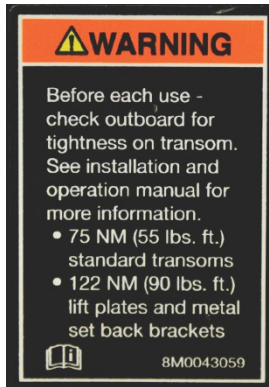 WARNING
Before each use -
check outboard for
tightness on transom.
See installation and
operation manual for
more information.
• 75 NM (55 lbs. ft.)
standard transoms
• 122 NM (90 lbs. ft.)
lift plates and metal
set back brackets
8M0043059